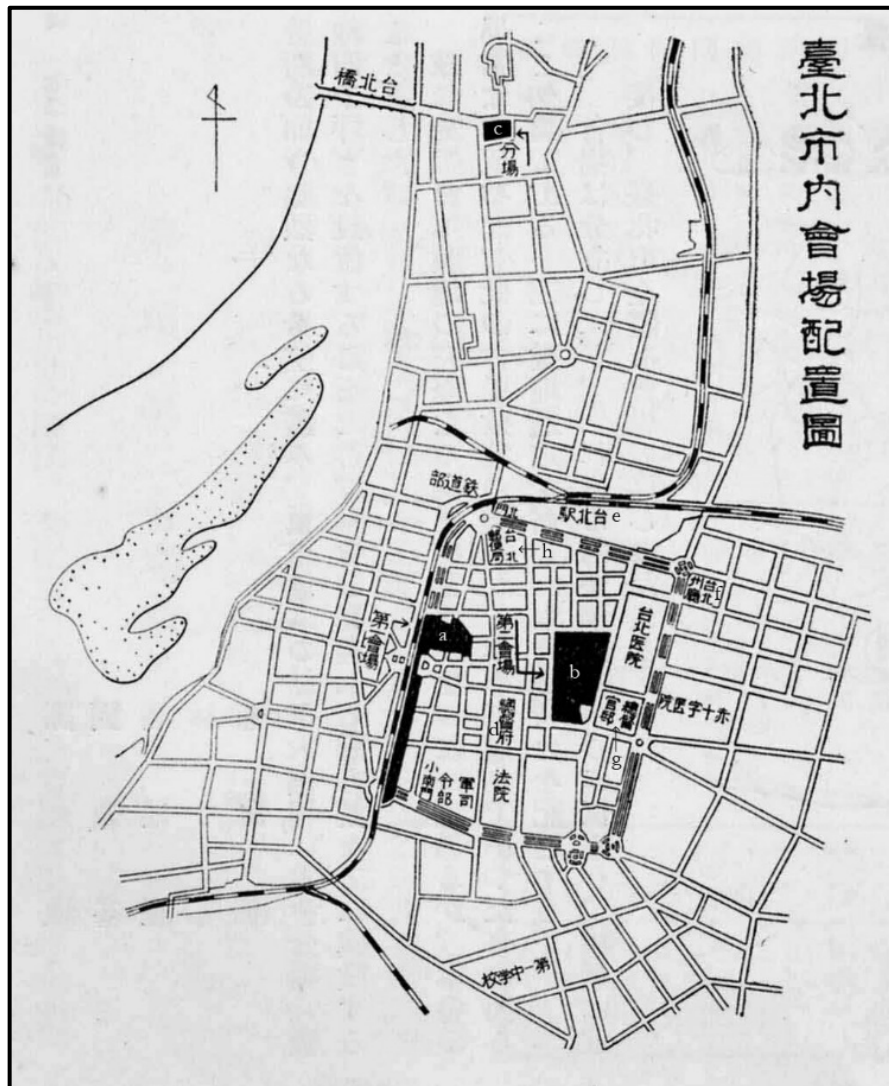 臺北市内會場配置圖
台北橋
c
分場
鉄道部
台北駅
e
北門
台北郵便局
h
台北州廳
f
第一會場
a
第二會場
b
台北医院
總督官邸
赤十字医院
總督府
d
g
小南門
軍司令部
法院
第一中学校